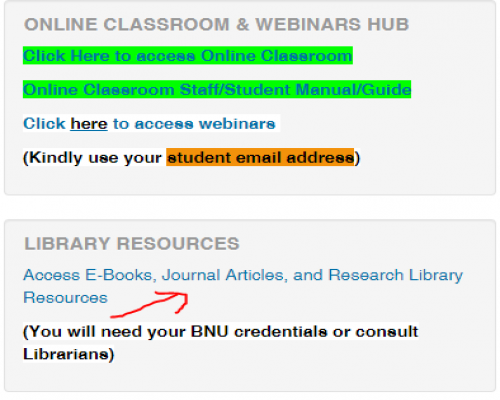 ONLINE CLASSROOM & WEBINARS HUB
Click Here to access Online Classroom
Online Classroom Staff/Student Manual/Guide
Click here to access webinars
(Kindly use your student email address)
LIBRARY RESOURCES
Access E-Books, Journal Articles, and Research Library
Resources
(You will need your BNU credentials or consult
Librarians)